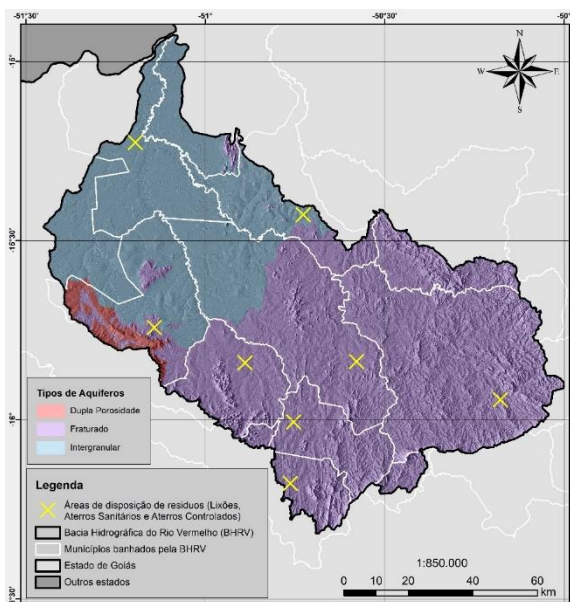 -51°30'
-51°
-50°30'
-50°
-15°
N
W
E
S
-15°30'
-16°
Tipos de Aquíferos
Dupla Porosidade
Fraturado
Intergranular
Legenda
Áreas de disposição de residuos (Lixões,
Aterros Sanitários e Aterros Controlados)
Bacia Hidrográfica do Rio Vermelho (BHRV)
Municípios banhados pela BHRV
Estado de Goiás
Outros estados
1:850.000
0 10 20 30 40 50 60
km